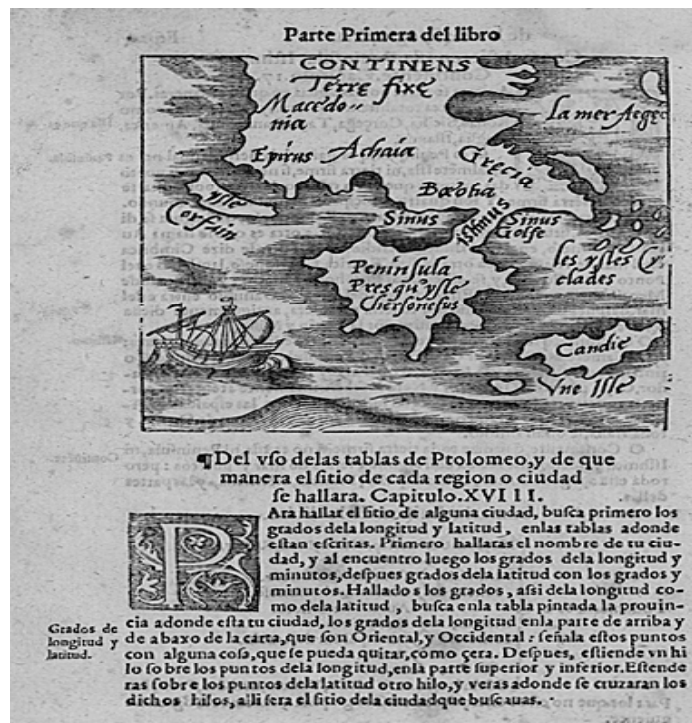 Parte Primera del libro
CONTINENS
Terre fixe
Macedo-
nia
La mer Aegee
Epirus Achaia
Grecia
Bœotia
ysle
Corfuin
Sinus
Isthmus
Sinus
Golfe
les ysles Cy
clades
Peninsula
Presqu'ysle
Chersonesus
Candie
Vne Isle
¶Del vso delas tablas de Ptolomeo, y de que
manera el sitio de cada region o ciudad
se hallara. Capitulo. XVIII.
PAra hallar el sitio de alguna ciudad, busca primero los
grados dela longitud y latitud, enlas tablas adonde
estan escritas. Primero hallaras el nombre de tu ciu-
dad, y al encuentro luego los grados dela longitud y
minutos, despues grados dela latitud con los grados y
minutos. Hallados los grados, assi dela longitud co-
mo dela latitud, busca enla tabla pintada la prouin-
cia adonde esta tu ciudad, los grados dela longitud enla parte de arriba y
Grados de
longitud y
latitud.
de abaxo de la carta, que son Oriental, y Occidental: señala estos puntos
con alguna cosa, que se pueda quitar, como çera. Despues, estiende vn hi
lo sobre los puntos dela longitud, enla parte superior y inferior. Estende
ras sobre los puntos dela latitud otro hilo, y veras adonde se cruzaran los
dichos hilos, alli sera el sitio dela ciudad que buscauas.